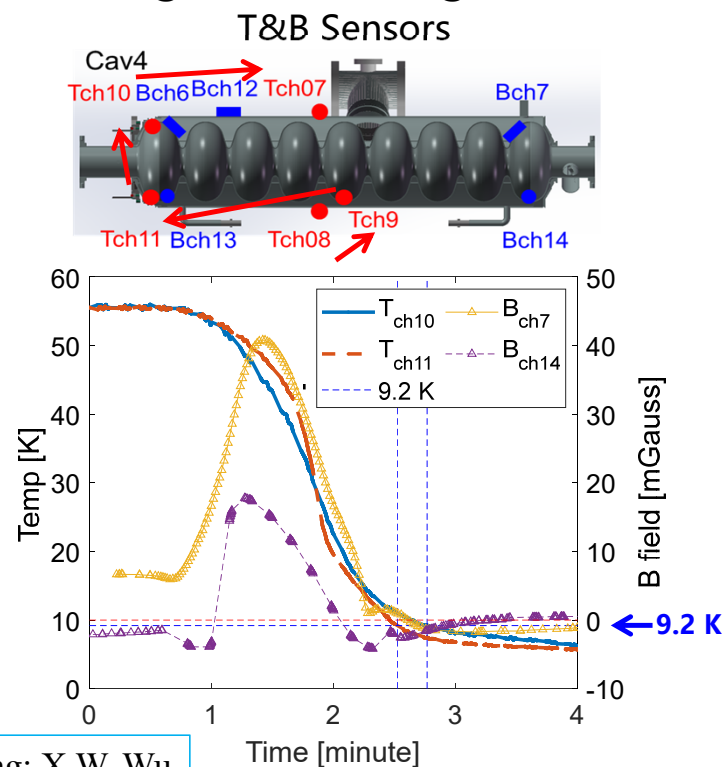 T&B Sensors
Cav4
Tch10 Bch6 Bch12 Tch07 Bch7
Tch9
Tch11 Bch13 Tch08 Bch14
60 50
50 40
40 30
30 20
20 10
10 0
0 -10
Tch10 Bch7
Tch11 Bch14
9.2 K
9.2 K
Temp [K]
B field [mGauss]
0 1 2 3 4
Time [minute]
X.W. Wu